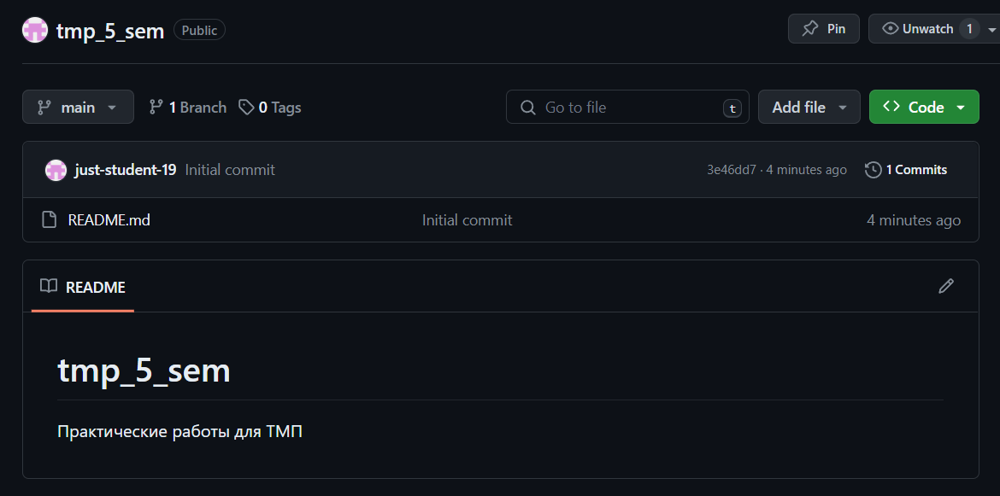 tmp_5_sem Public Pin Unwatch 1
main 1 Branch 0 Tags Go to file t Add file Code
just-student-19 Initial commit 3e46dd7 · 4 minutes ago 1 Commits
README.md Initial commit 4 minutes ago
README
tmp_5_sem
Практические работы для ТМП